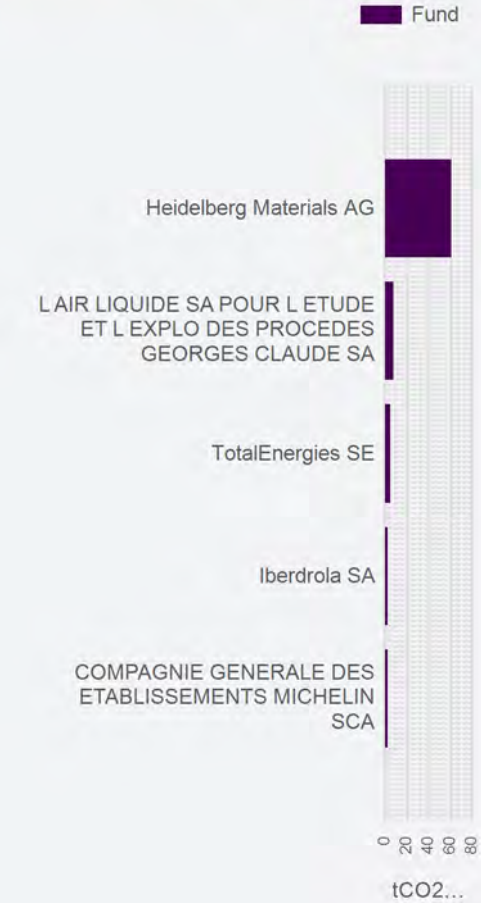 Fund
Heidelberg Materials AG
L AIR LIQUIDE SA POUR L ETUDE
ET L EXPLO DES PROCEDES
GEORGES CLAUDE SA
TotalEnergies SE
Iberdrola SA
COMPAGNIE GENERALE DES
ETABLISSEMENTS MICHELIN
SCA
0 20 40 60 80
tCO2...